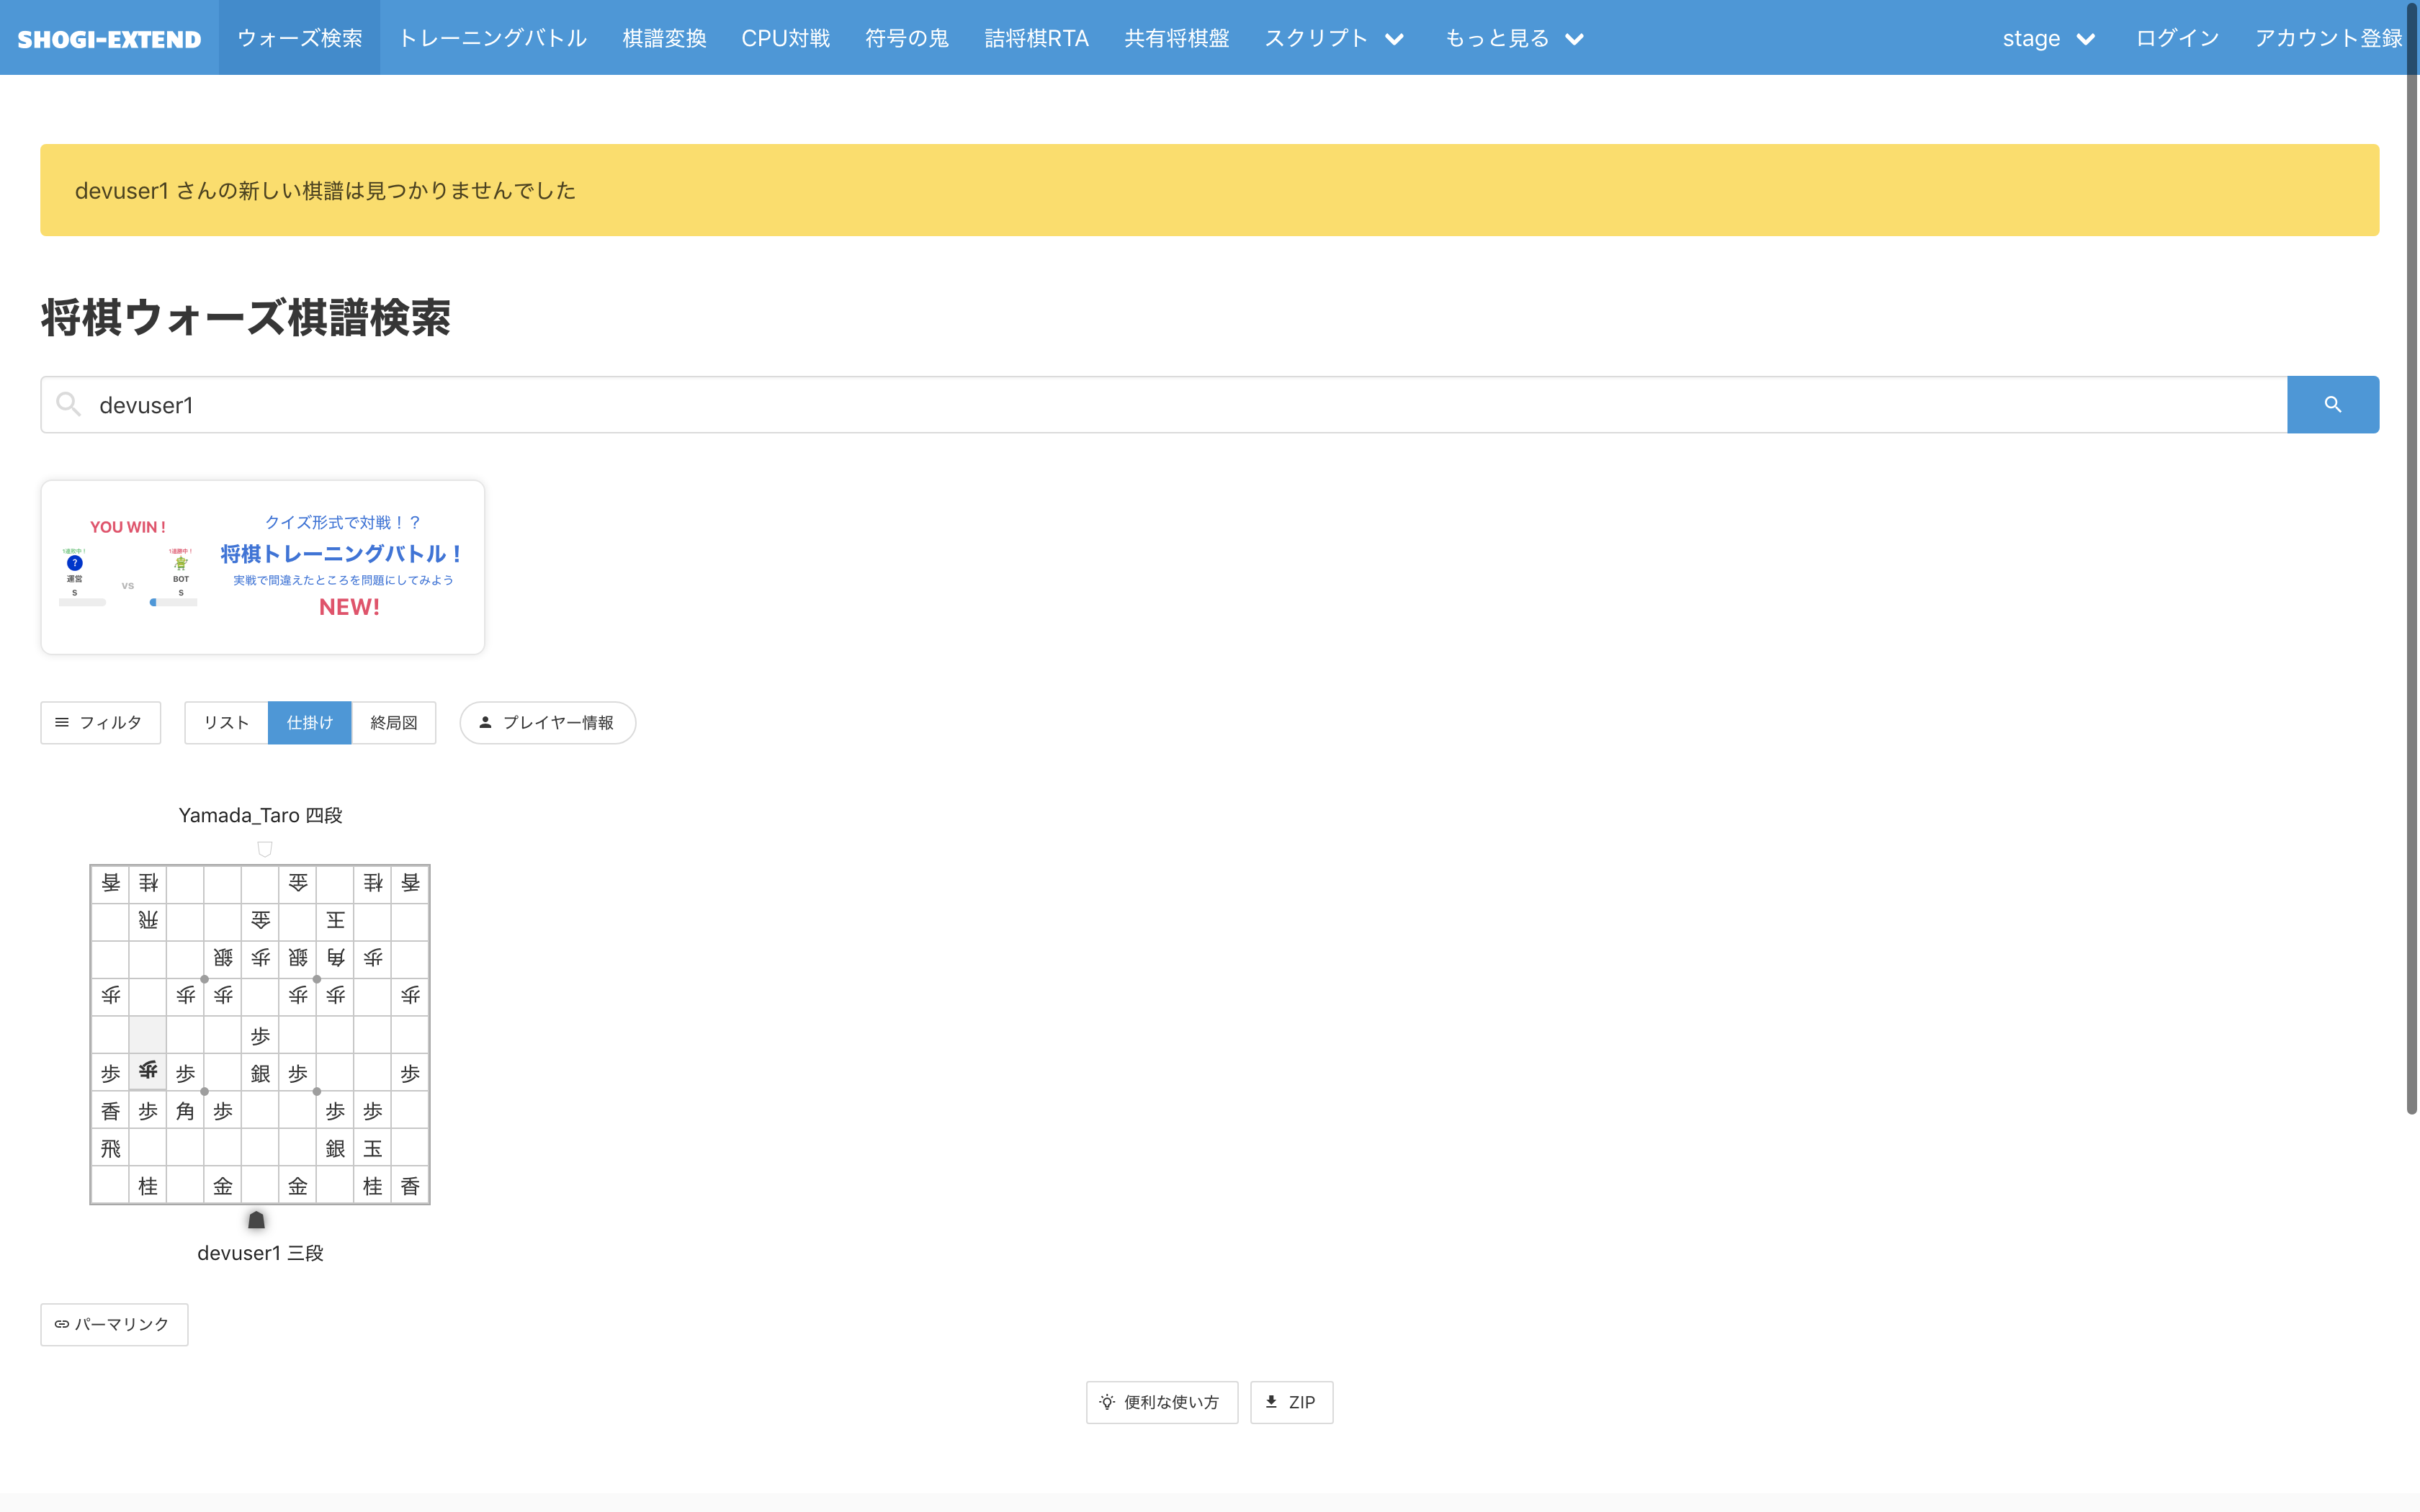 SHOGI-EXTEND ウォーズ検索 トレーニングバトル 棋譜変換 CPU対戦 符号の鬼 詰将棋RTA 共有将棋盤 スクリプト もっと見る stage ログイン アカウント登録
devuser1 さんの新しい棋譜は見つかりませんでした
将棋ウォーズ棋譜検索
devuser1
YOU WIN !
1連敗中!
1連勝中!
?
運営
BOT
vs
S
S
クイズ形式で対戦！？
将棋トレーニングバトル！
実戦で間違えたところを問題にしてみよう
NEW!
フィルタ リスト 仕掛け 終局図 プレイヤー情報
Yamada_Taro 四段
香 桂 金 桂 香
飛 金 王
銀 歩 銀 角 歩
歩 歩 歩 歩 歩 歩
歩
歩 歩 歩 銀 歩 歩
香 歩 角 歩 歩 歩
飛 銀 玉
桂 金 金 桂 香
devuser1 三段
パーマリンク
便利な使い方 ZIP